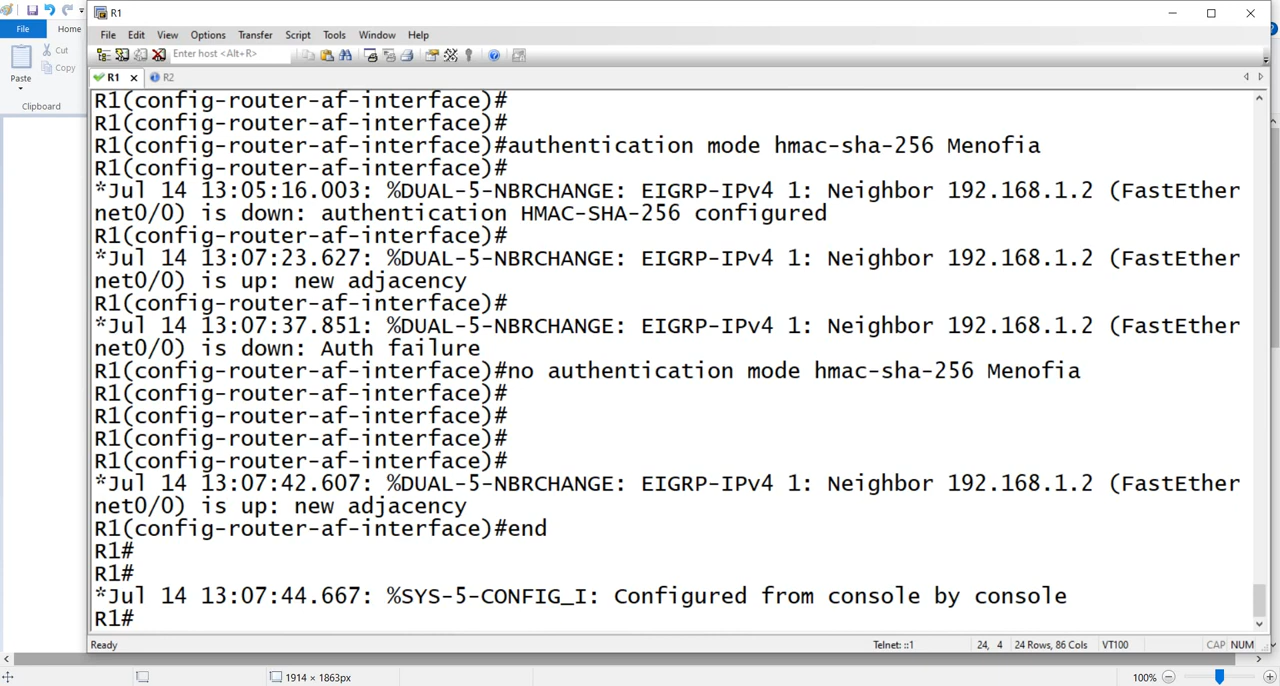 R1
File Home
File Edit View Options Transfer Script Tools Window Help
Cut
Copy
Paste
Clipboard
Enter host <Alt+R>
R1 R2
R1(config-router-af-interface)#
R1(config-router-af-interface)#
R1(config-router-af-interface)#authentication mode hmac-sha-256 Menofia
R1(config-router-af-interface)#
*Jul 14 13:05:16.003: %DUAL-5-NBRCHANGE: EIGRP-IPv4 1: Neighbor 192.168.1.2 (FastEther
net0/0) is down: authentication HMAC-SHA-256 configured
R1(config-router-af-interface)#
*Jul 14 13:07:23.627: %DUAL-5-NBRCHANGE: EIGRP-IPv4 1: Neighbor 192.168.1.2 (FastEther
net0/0) is up: new adjacency
R1(config-router-af-interface)#
*Jul 14 13:07:37.851: %DUAL-5-NBRCHANGE: EIGRP-IPv4 1: Neighbor 192.168.1.2 (FastEther
net0/0) is down: Auth failure
R1(config-router-af-interface)#no authentication mode hmac-sha-256 Menofia
R1(config-router-af-interface)#
R1(config-router-af-interface)#
R1(config-router-af-interface)#
R1(config-router-af-interface)#
*Jul 14 13:07:42.607: %DUAL-5-NBRCHANGE: EIGRP-IPv4 1: Neighbor 192.168.1.2 (FastEther
net0/0) is up: new adjacency
R1(config-router-af-interface)#end
R1#
R1#
*Jul 14 13:07:44.667: %SYS-5-CONFIG_I: Configured from console by console
R1#
Ready Telnet: ::1 24, 4 24 Rows, 86 Cols VT100 CAP NUM
1914 × 1863px 100%